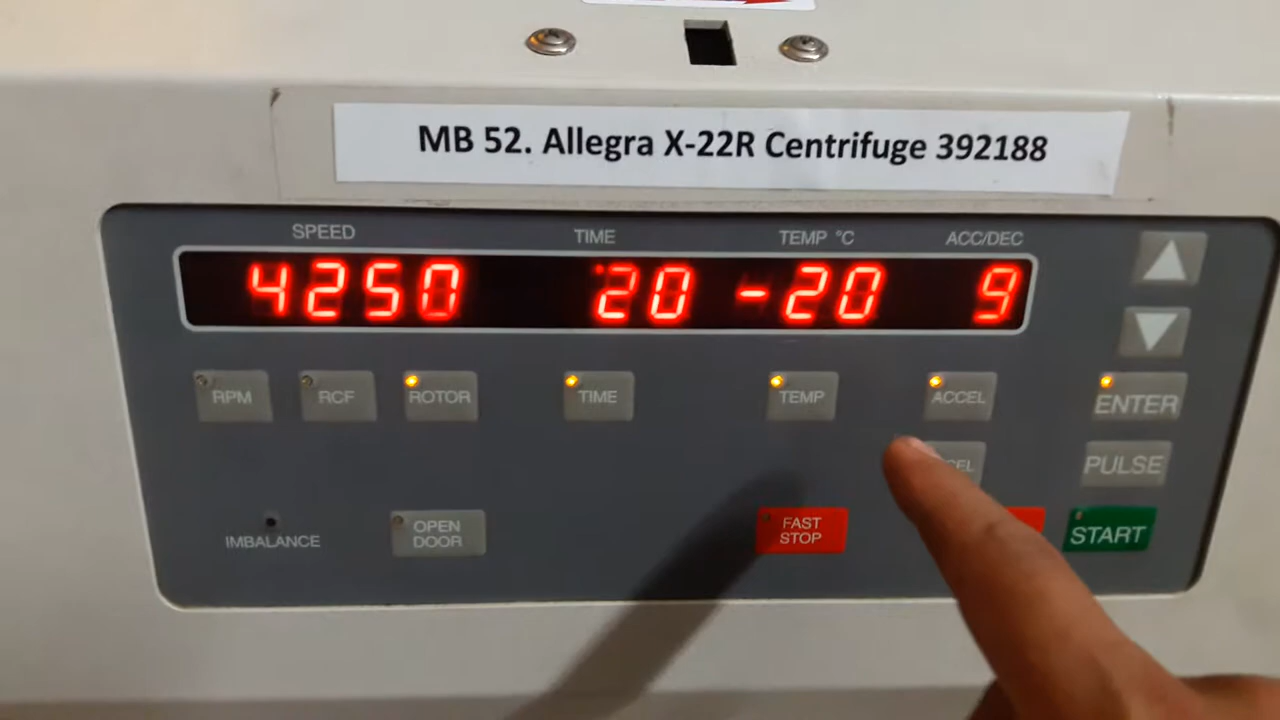 MB 52. Allegra X-22R Centrifuge 392188
SPEED TIME TEMP °C ACC/DEC
4250 20 -20 9
RPM RCF ROTOR TIME TEMP ACCEL ENTER
PULSE
IMBALANCE OPEN DOOR FAST STOP START